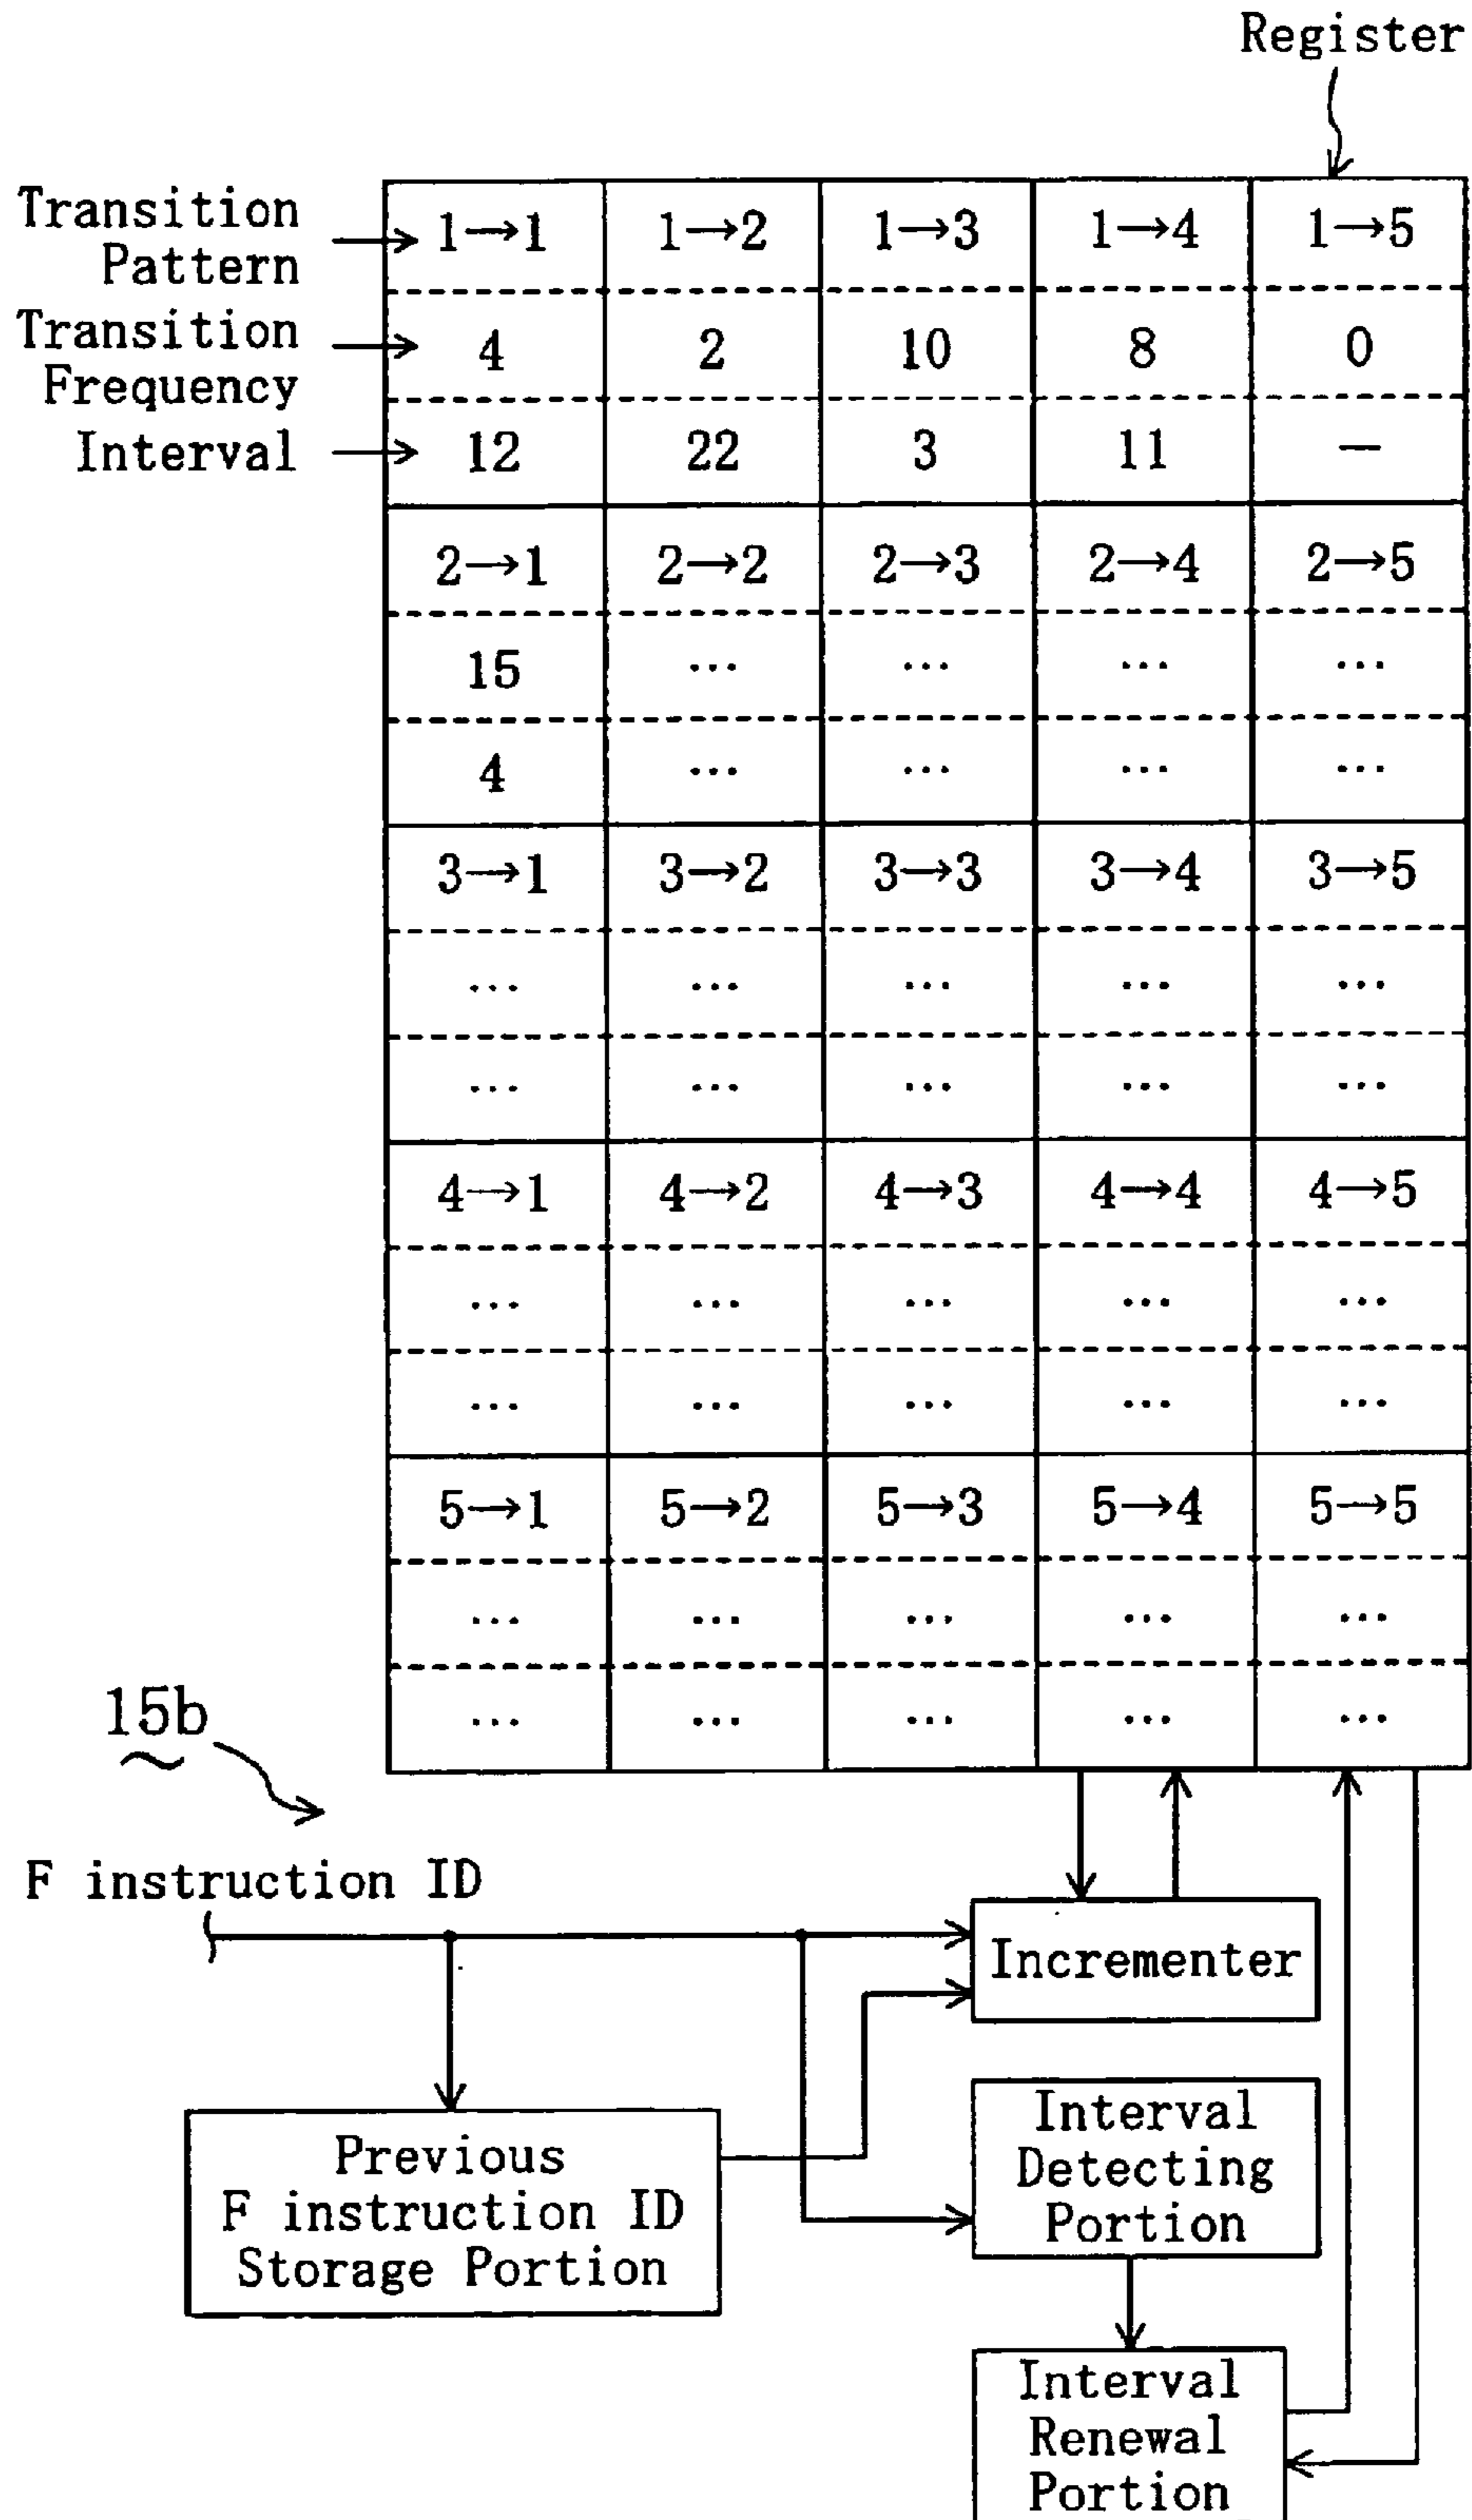 Register
Transition
Pattern
1→1 1→2 1→3 1→4 1→5
Transition
Frequency
4 2 10 8 0
Interval
12 22 3 11 —
2→1 2→2 2→3 2→4 2→5
15 ... ... ... ...
4 ... ... ... ...
3→1 3→2 3→3 3→4 3→5
... ... ... ... ...
... ... ... ... ...
4→1 4→2 4→3 4→4 4→5
... ... ... ... ...
... ... ... ... ...
5→1 5→2 5→3 5→4 5→5
... ... ... ... ...
... ... ... ... ...
15b
F instruction ID
Incrementer
Previous
F instruction ID
Storage Portion
Interval
Detecting
Portion
Interval
Renewal
Portion